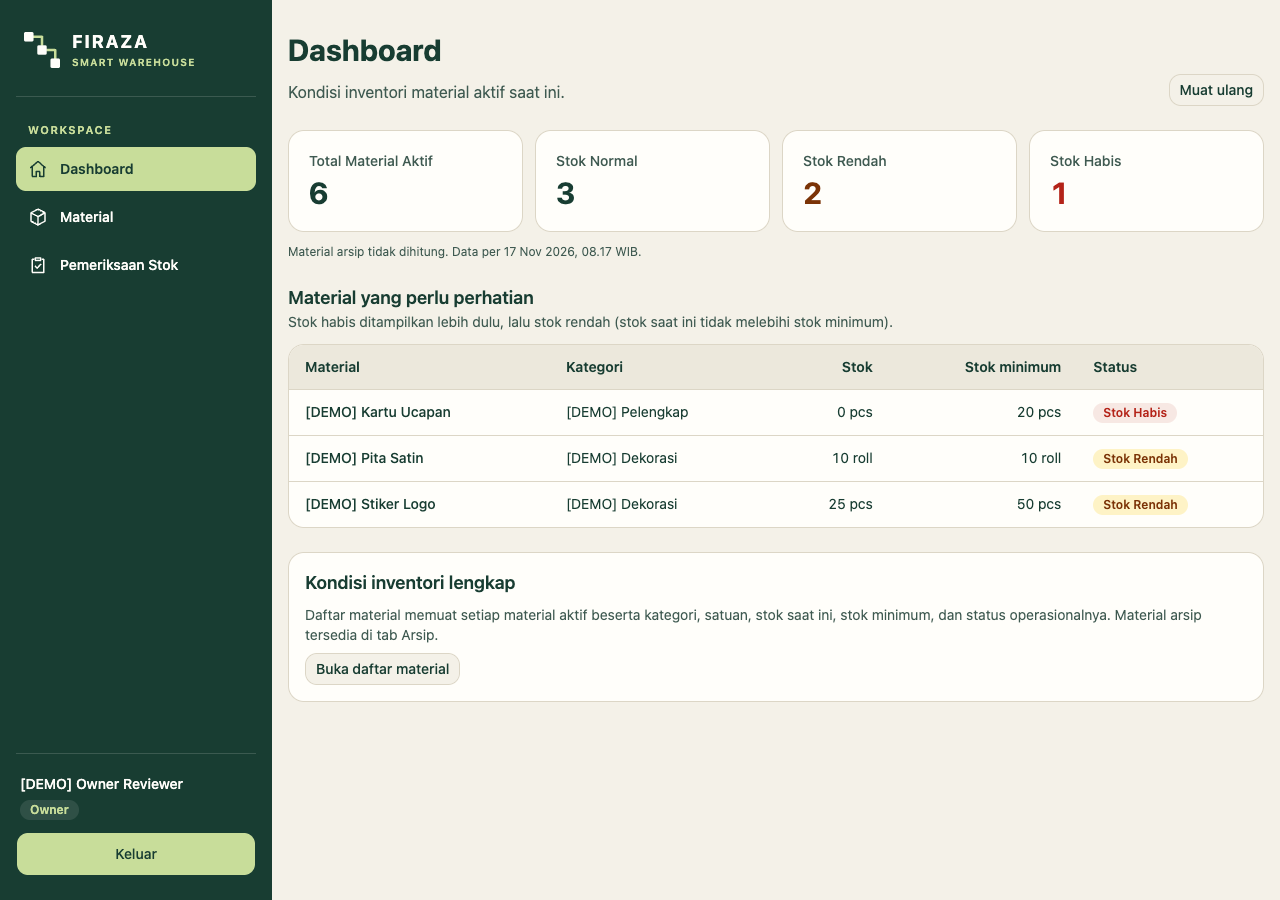 FIRAZA
SMART WAREHOUSE
WORKSPACE
Dashboard
Material
Pemeriksaan Stok
[DEMO] Owner Reviewer
Owner
Keluar
Dashboard
Kondisi inventori material aktif saat ini.
Muat ulang
Total Material Aktif
6
Stok Normal
3
Stok Rendah
2
Stok Habis
1
Material arsip tidak dihitung. Data per 17 Nov 2026, 08.17 WIB.
Material yang perlu perhatian
Stok habis ditampilkan lebih dulu, lalu stok rendah (stok saat ini tidak melebihi stok minimum).
Material Kategori Stok Stok minimum Status
[DEMO] Kartu Ucapan [DEMO] Pelengkap 0 pcs 20 pcs Stok Habis
[DEMO] Pita Satin [DEMO] Dekorasi 10 roll 10 roll Stok Rendah
[DEMO] Stiker Logo [DEMO] Dekorasi 25 pcs 50 pcs Stok Rendah
Kondisi inventori lengkap
Daftar material memuat setiap material aktif beserta kategori, satuan, stok saat ini, stok minimum, dan status operasionalnya. Material arsip
tersedia di tab Arsip.
Buka daftar material